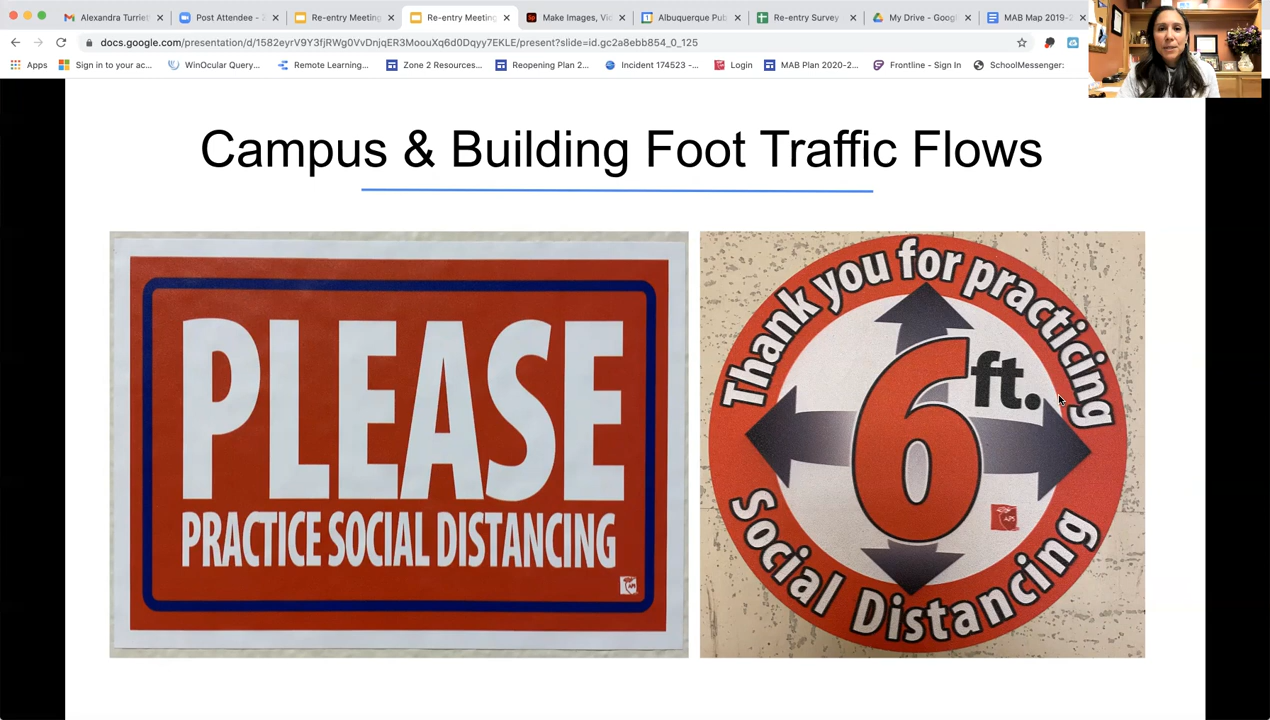 Alexandra Turriet
Post Attendee - Z
Re-entry Meeting
Re-entry Meeting
Make Images, Vid
Albuquerque Pub
Re-entry Survey
My Drive - Googl
MAB Map 2019-2
docs.google.com/presentation/d/1582eyrV9Y3fjRWg0VvDnjqER3MoouXq6d0Dqyy7EKLE/present?slide=id.gc2a8ebb854_0_125
Apps
Sign in to your ac...
WinOcular Query...
Remote Learning...
Zone 2 Resources...
Reopening Plan 2...
Incident 174523 -...
Login
MAB Plan 2020-2...
Frontline - Sign In
SchoolMessenger:
Campus & Building Foot Traffic Flows
PLEASE
PRACTICE SOCIAL DISTANCING
APS
Thank you for practicing
6 ft.
APS
Social Distancing